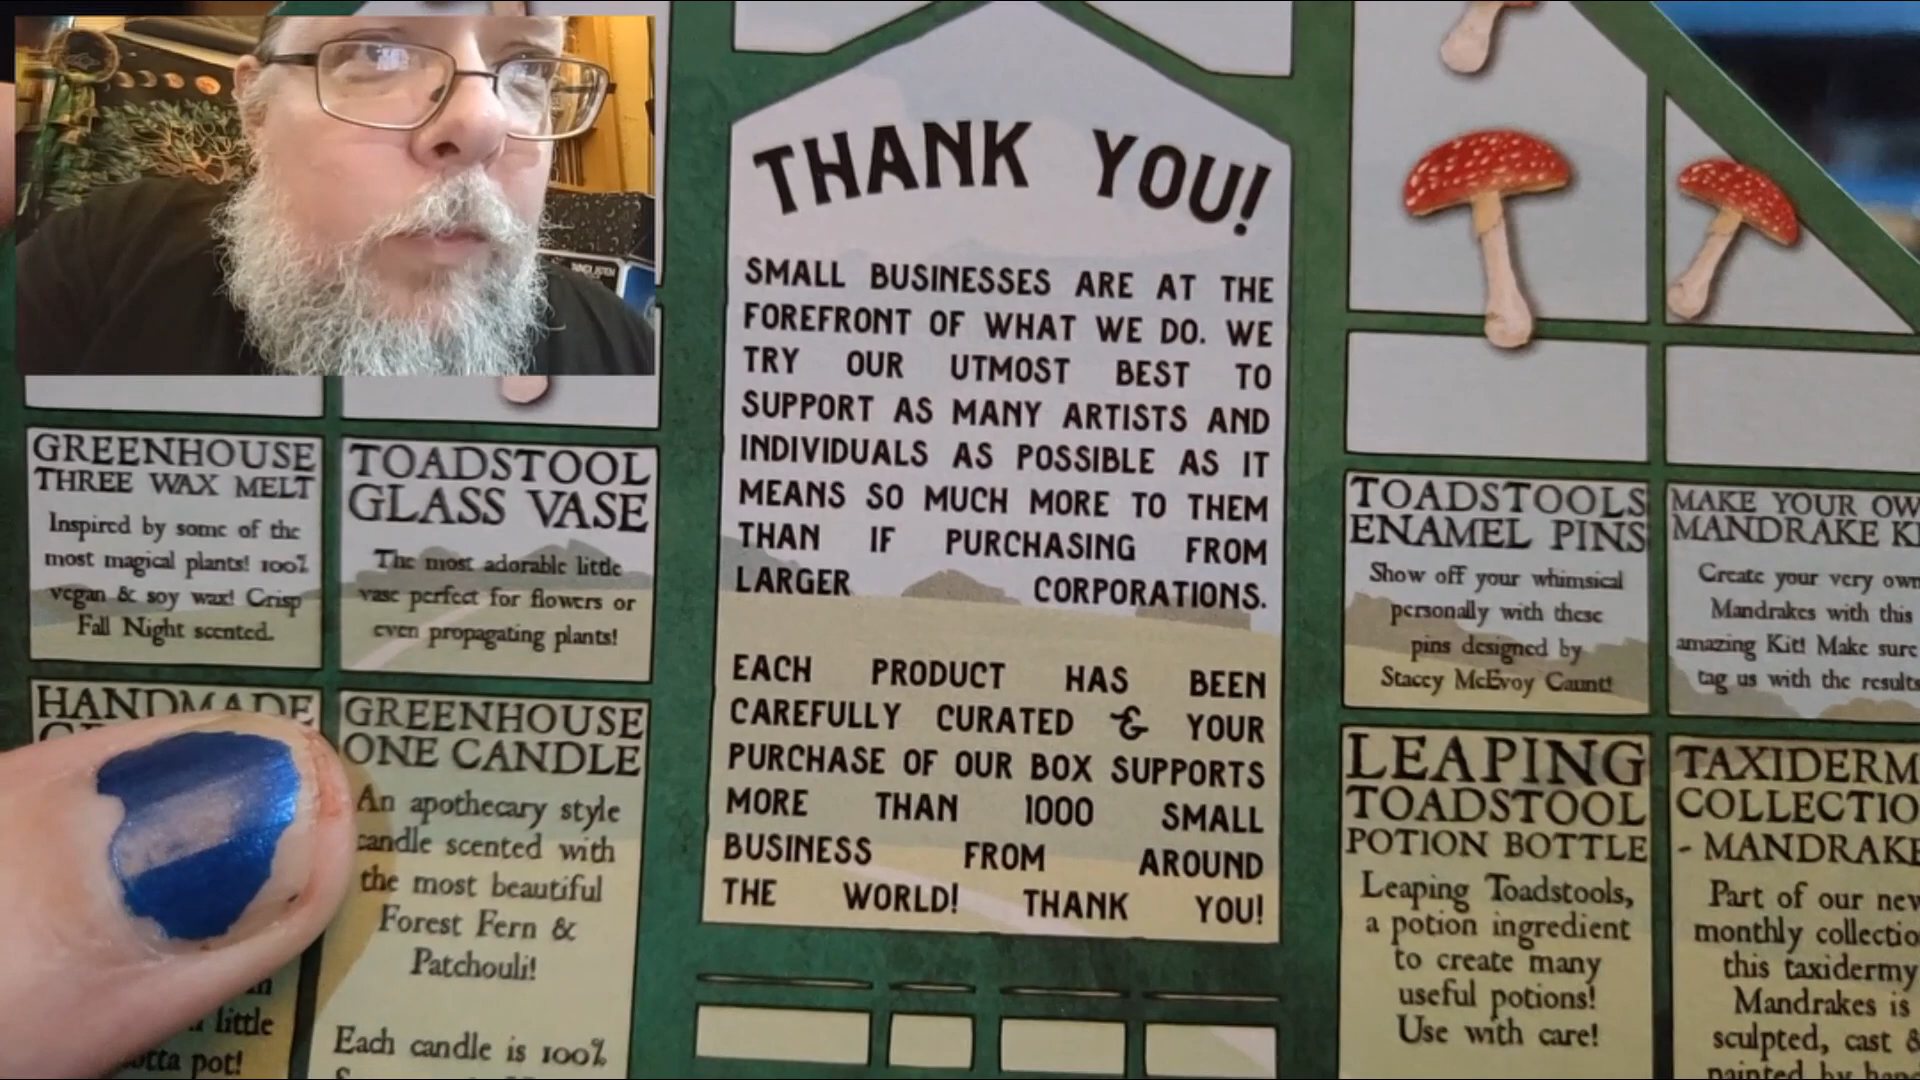 THANK YOU!
SMALL BUSINESSES ARE AT THE
FOREFRONT OF WHAT WE DO. WE
TRY OUR UTMOST BEST TO
SUPPORT AS MANY ARTISTS AND
INDIVIDUALS AS POSSIBLE AS IT
MEANS SO MUCH MORE TO THEM
THAN IF PURCHASING FROM
LARGER CORPORATIONS.
EACH PRODUCT HAS BEEN
CAREFULLY CURATED & YOUR
PURCHASE OF OUR BOX SUPPORTS
MORE THAN 1000 SMALL
BUSINESS FROM AROUND
THE WORLD! THANK YOU!
GREENHOUSE
THREE WAX MELT
Inspired by some of the
most magical plants! 100%
vegan & soy wax! Crisp
Fall Night scented.
TOADSTOOL
GLASS VASE
The most adorable little
vase perfect for flowers or
even propagating plants!
HANDMADE
little
pot!
GREENHOUSE
ONE CANDLE
An apothecary style
candle scented with
the most beautiful
Forest Fern &
Patchouli!
Each candle is 100%
TOADSTOOLS
ENAMEL PINS
Show off your whimsical
personally with these
pins designed by
Stacey McEvoy Caunt!
MAKE YOUR OW
MANDRAKE KI
Create your very own
Mandrakes with this
amazing Kit! Make sure
tag us with the results
LEAPING
TOADSTOOL
POTION BOTTLE
Leaping Toadstools,
a potion ingredient
to create many
useful potions!
Use with care!
TAXIDERM
COLLECTIO
- MANDRAKE
Part of our new
monthly collectio
this taxidermy
Mandrakes is
sculpted, cast &
painted by hand